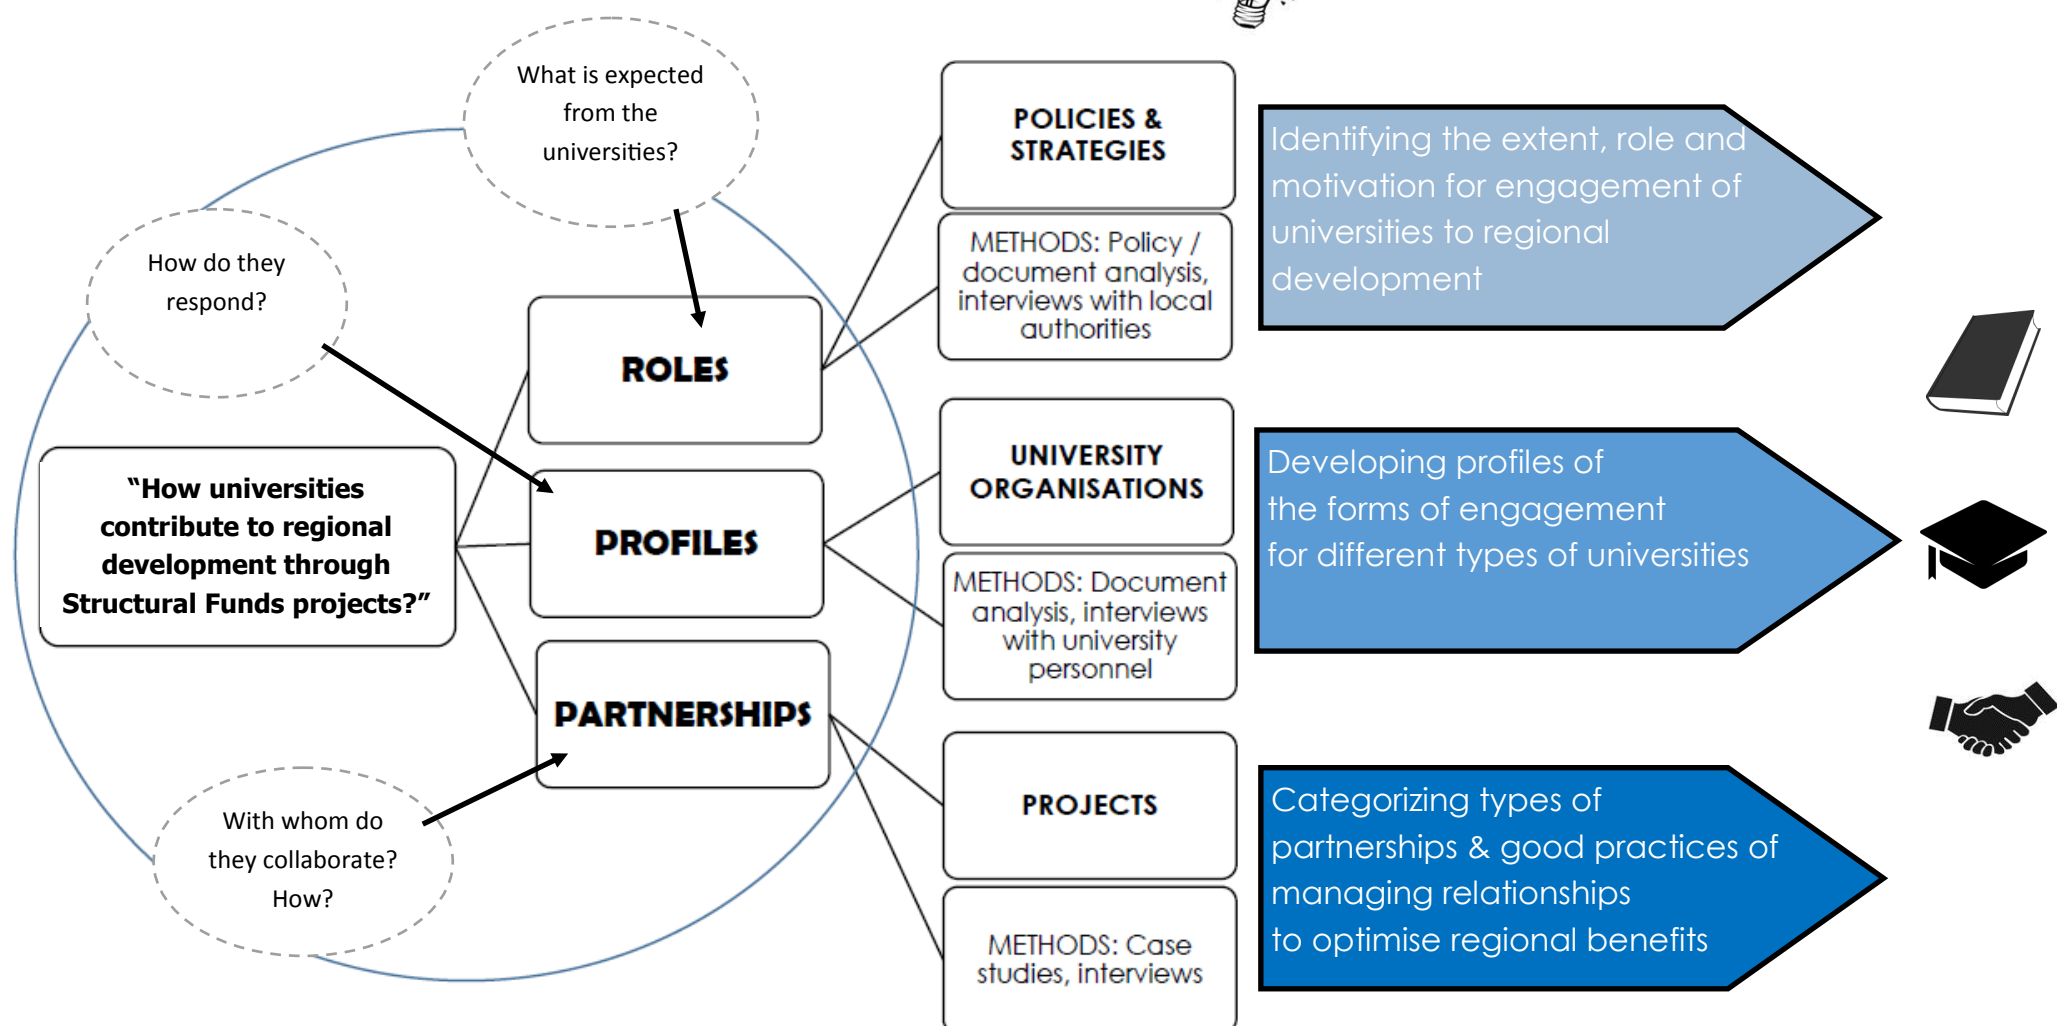 What is expected
from the
universities?
How do they
respond?
"How universities
contribute to regional
development through
Structural Funds projects?"
With whom do
they collaborate?
How?
ROLES
PROFILES
PARTNERSHIPS
POLICIES &
STRATEGIES
METHODS: Policy /
document analysis,
interviews with local
authorities
UNIVERSITY
ORGANISATIONS
METHODS: Document
analysis, interviews
with university
personnel
PROJECTS
METHODS: Case
studies, interviews
Identifying the extent, role and
motivation for engagement of
universities to regional
development
Developing profiles of
the forms of engagement
for different types of universities
Categorizing types of
partnerships & good practices of
managing relationships
to optimise regional benefits